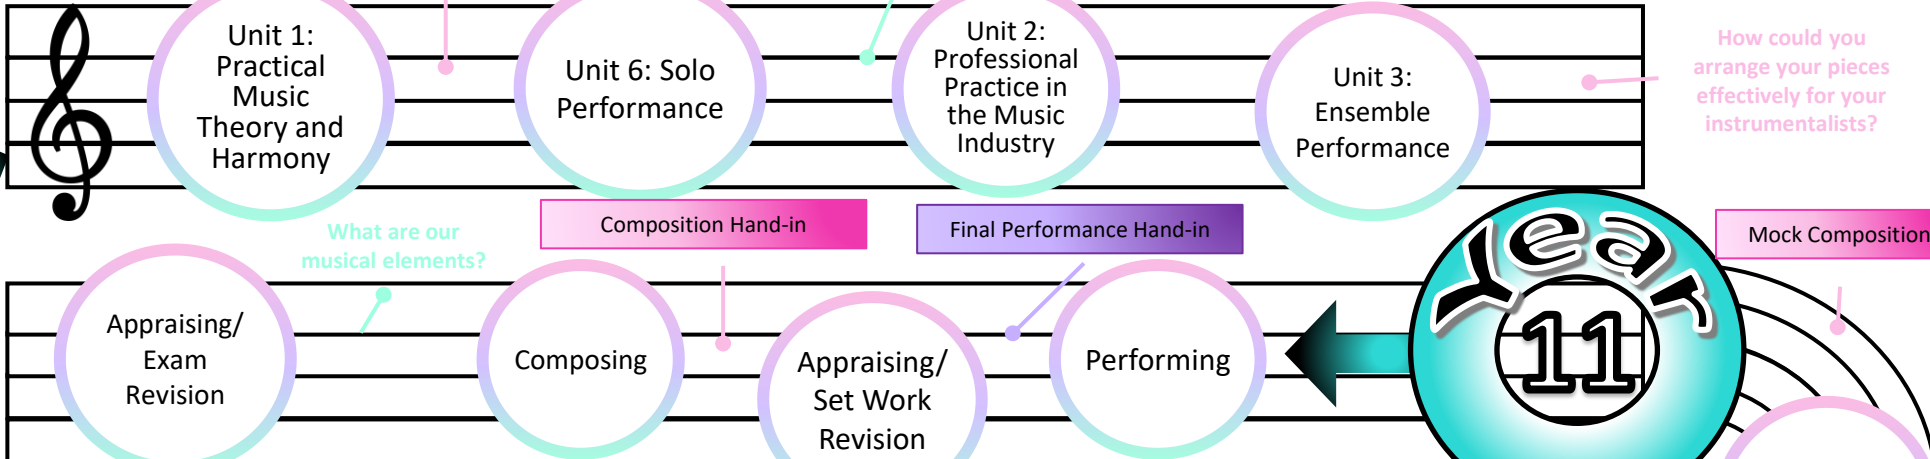 Unit 1:
Practical
Music
Theory and
Harmony
Unit 6: Solo
Performance
Unit 2:
Professional
Practice in
the Music
Industry
Unit 3:
Ensemble
Performance
How could you
arrange your pieces
effectively for your
instrumentalists?
What are our
musical elements?
Composition Hand-in
Final Performance Hand-in
Mock Composition
Appraising/
Exam
Revision
Composing
Appraising/
Set Work
Revision
Performing
Year
11